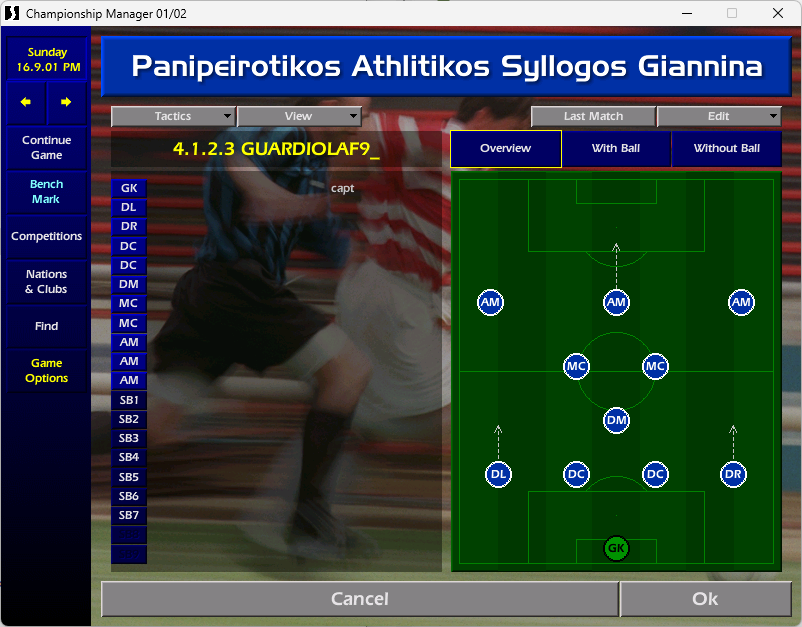 Championship Manager 01/02
Sunday
16.9.01 PM
Panipeirotikos Athlitikos Syllogos Giannina
Continue
Game
Bench
Mark
Competitions
Nations
& Clubs
Find
Game
Options
Tactics
View
Last Match
Edit
4.1.2.3 GUARDIOLAF9_
Overview
With Ball
Without Ball
GK
capt
DL
DR
DC
DC
DM
MC
MC
AM
AM
AM
SB1
SB2
SB3
SB4
SB5
SB6
SB7
AM AM AM
MC MC
DM
DL DC DC DR
GK
Cancel
Ok